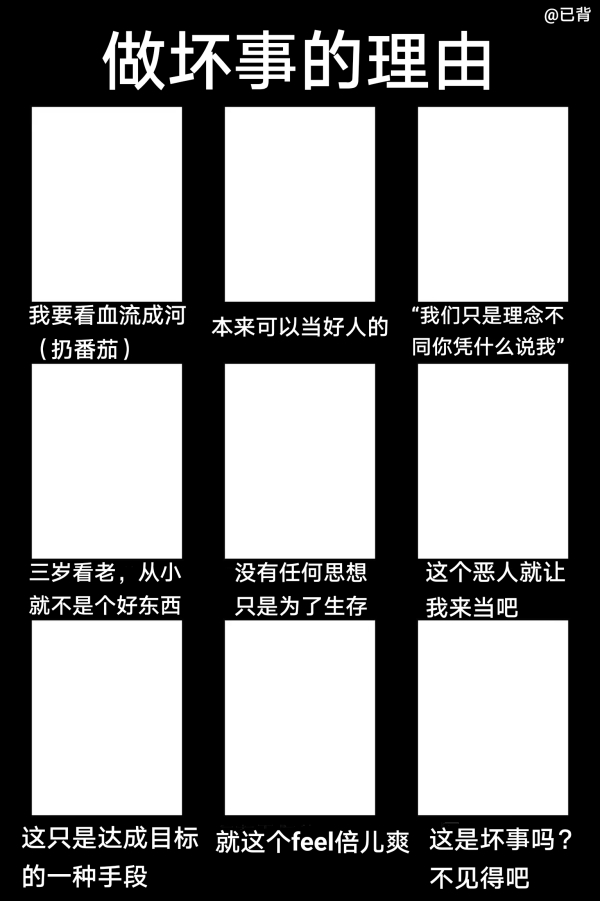 @已背
做坏事的理由
我要看血流成河
（扔番茄）
本来可以当好人的
“我们只是理念不
同你凭什么说我”
三岁看老，从小
就不是个好东西
没有任何思想
只是为了生存
这个恶人就让
我来当吧
这只是达成目标
的一种手段
就这个feel倍儿爽
这是坏事吗？
不见得吧